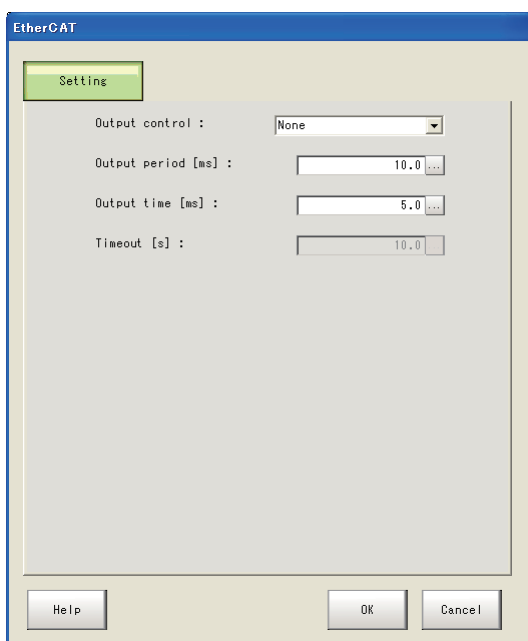 EtherCAT
Setting
Output control : None
Output period [ms] : 10.0 ...
Output time [ms] : 5.0 ...
Timeout [s] : 10.0
Help OK Cancel